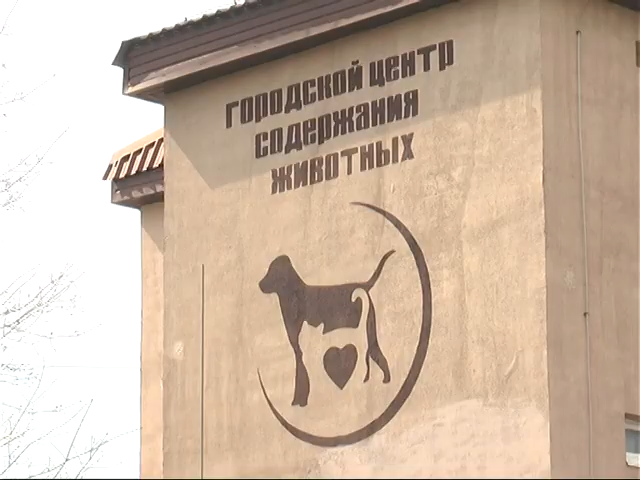 городской центр
содержания
животных